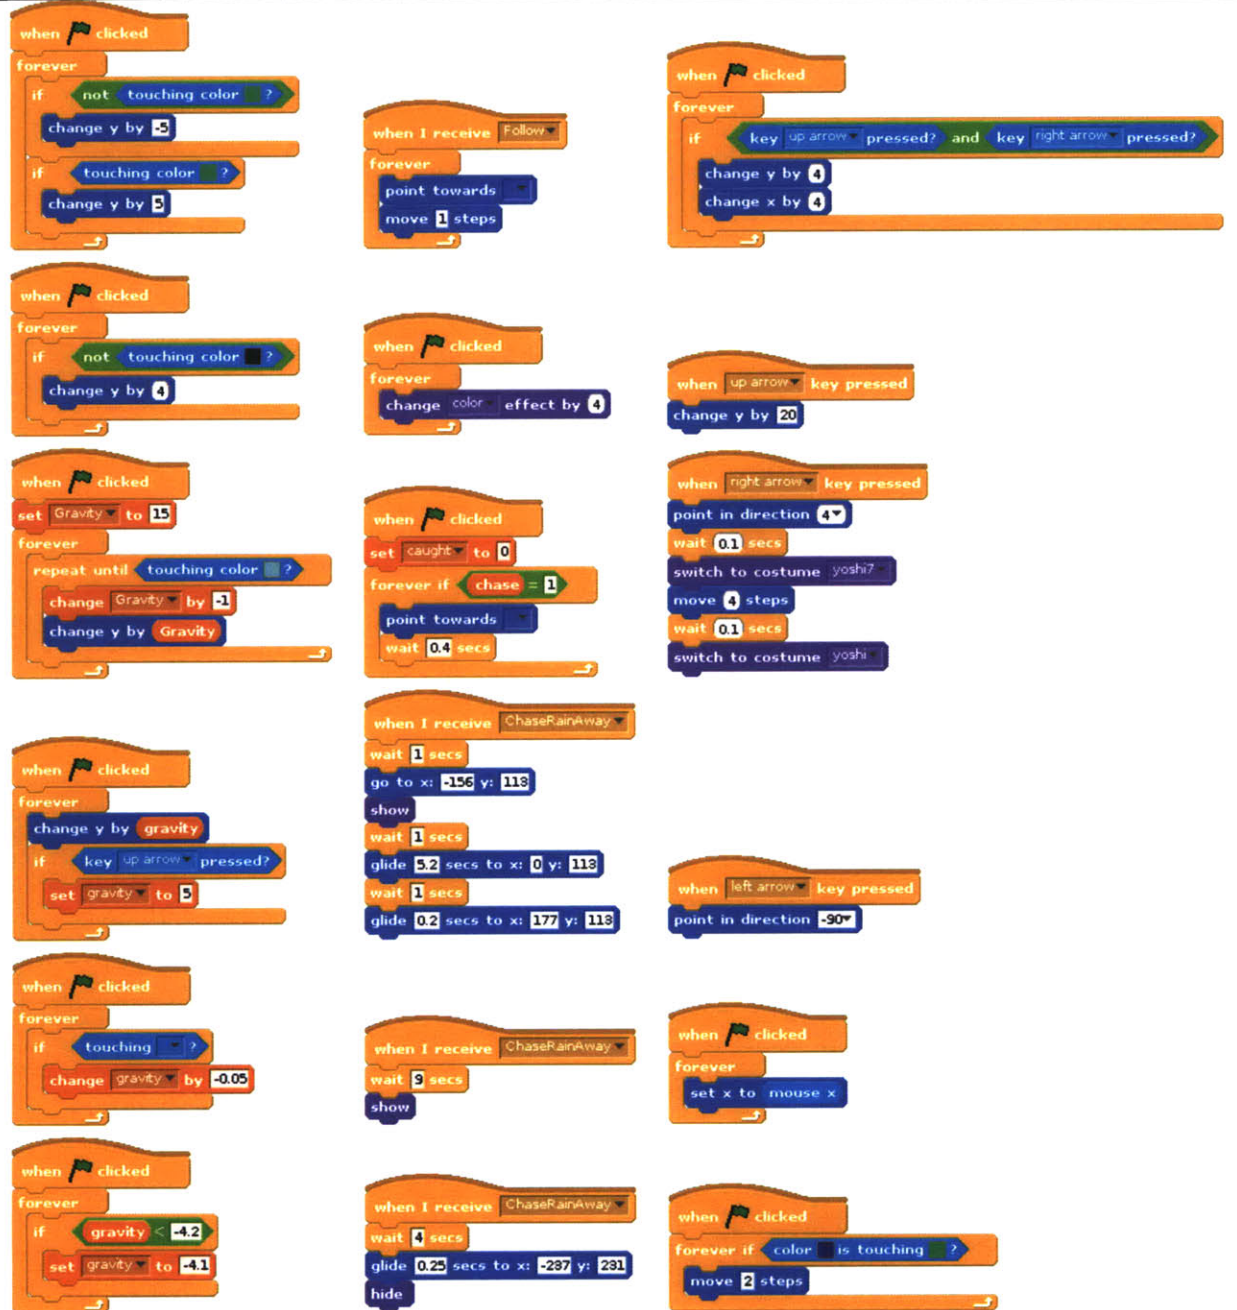 when clicked
forever
if not touching color ?
change y by -5
if touching color ?
change y by 5
when clicked
forever
if not touching color ?
change y by 4
when clicked
set Gravity to 15
forever
repeat until touching color ?
change Gravity by -1
change y by Gravity
when clicked
forever
change y by gravity
if key up arrow pressed?
set gravity to 5
when clicked
forever
if touching ?
change gravity by -0.05
when clicked
forever
if gravity < -4.2
set gravity to -4.1
when I receive Follow
forever
point towards
move 1 steps
when clicked
forever
change color effect by 4
when clicked
set caught to 0
forever if chase = 1
point towards
wait 0.4 secs
when I receive ChaseRainAway
wait 1 secs
go to x: -156 y: 118
show
wait 1 secs
glide 5.2 secs to x: 0 y: 118
wait 1 secs
glide 0.2 secs to x: 177 y: 118
when I receive ChaseRainAway
wait 9 secs
show
when I receive ChaseRainAway
wait 4 secs
glide 0.25 secs to x: -287 y: 231
hide
when clicked
forever
if key up arrow pressed? and key right arrow pressed?
change y by 4
change x by 4
when up arrow key pressed
change y by 20
when right arrow key pressed
point in direction 4
wait 0.1 secs
switch to costume yoshi7
move 4 steps
wait 0.1 secs
switch to costume yoshi
when left arrow key pressed
point in direction -90
when clicked
forever
set x to mouse x
when clicked
forever if color is touching ?
move 2 steps